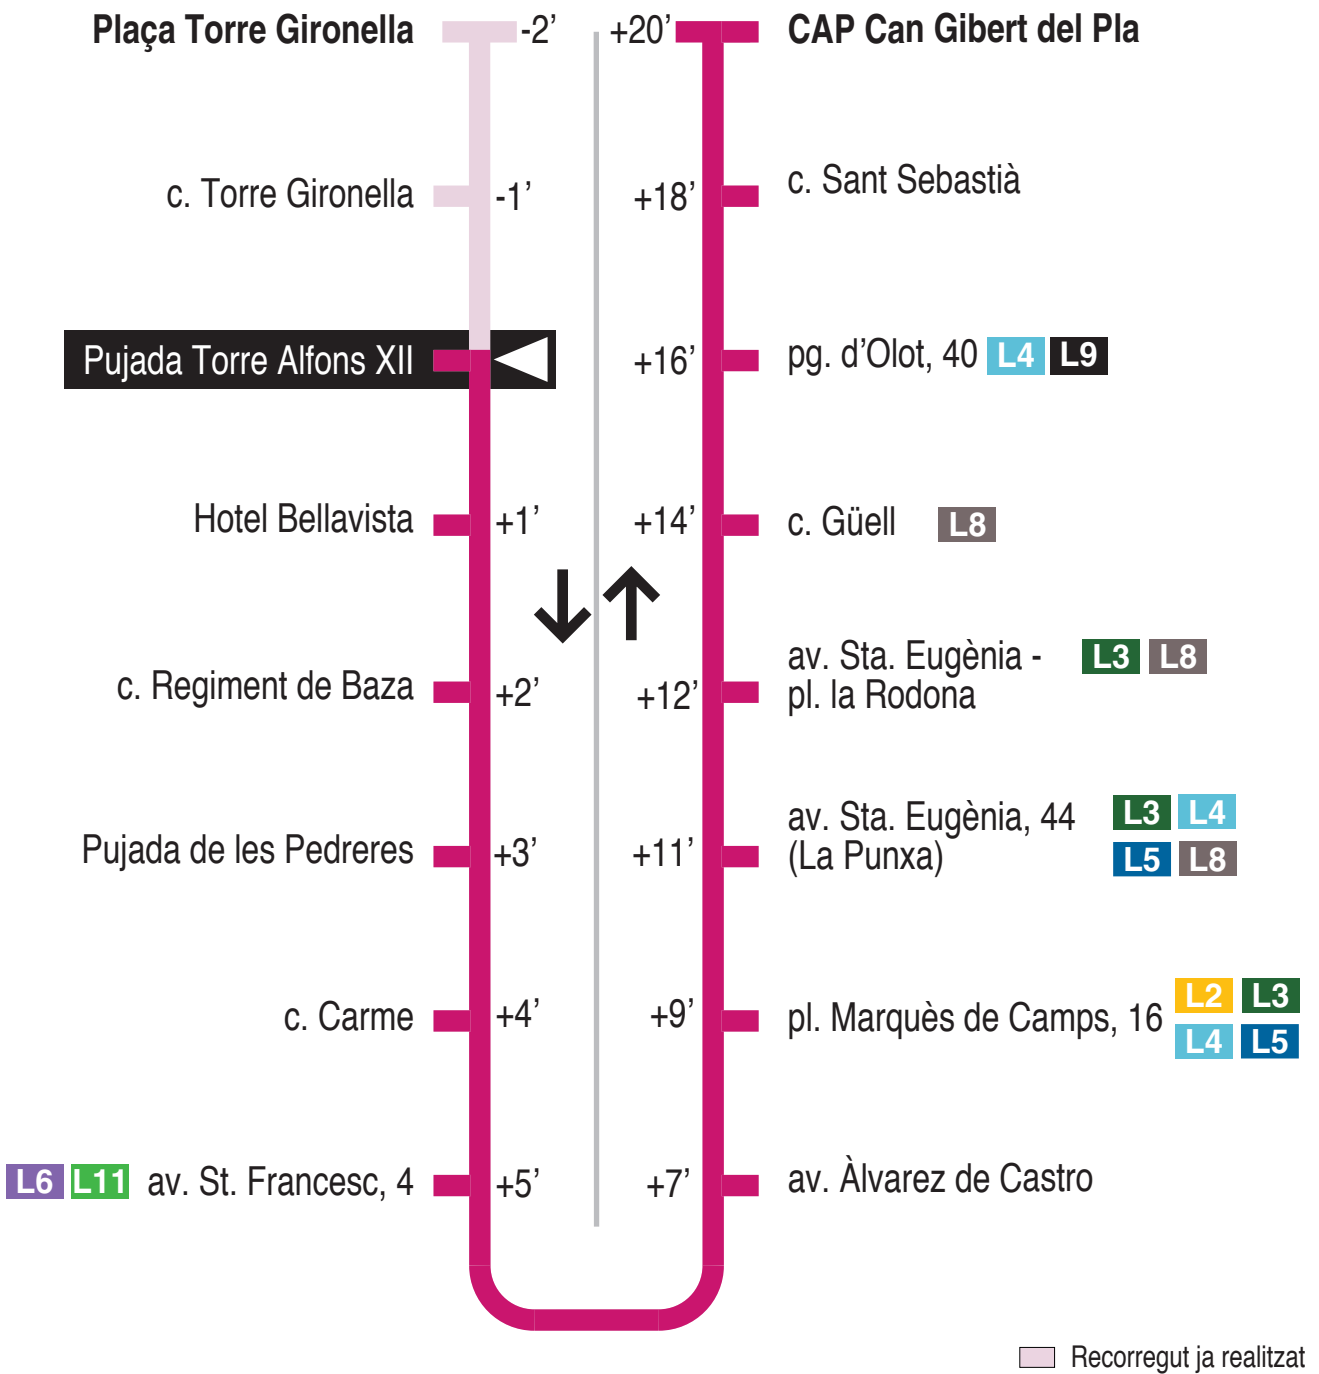 Plaça Torre Gironella -2’
c. Torre Gironella -1’
Pujada Torre Alfons XII
Hotel Bellavista +1’
c. Regiment de Baza +2’
Pujada de les Pedreres +3’
c. Carme +4’
L6 L11 av. St. Francesc, 4 +5’
+20’ CAP Can Gibert del Pla
+18’ c. Sant Sebastià
+16’ pg. d’Olot, 40 L4 L9
+14’ c. Güell L8
av. Sta. Eugènia - L3 L8
+12’ pl. la Rodona
av. Sta. Eugènia, 44 L3 L4
+11’ (La Punxa) L5 L8
+9’ pl. Marquès de Camps, 16 L2 L3
L4 L5
+7’ av. Àlvarez de Castro
Recorregut ja realitzat